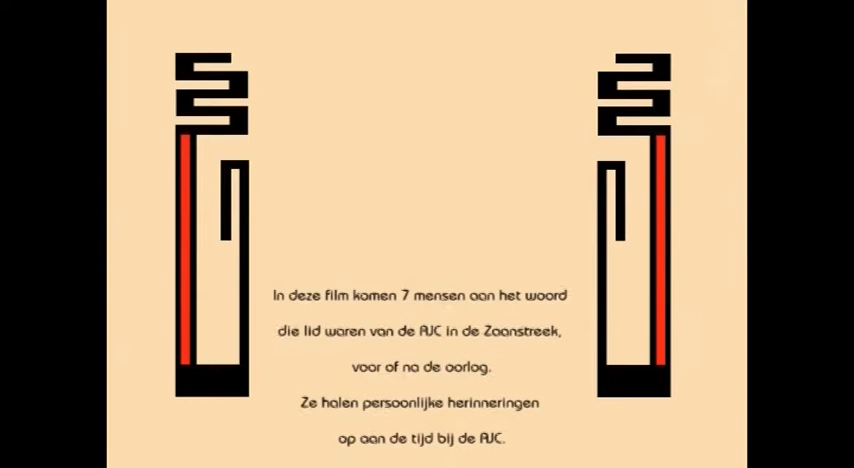 In deze film komen 7 mensen aan het woord
die lid waren van de AJC in de Zaanstreek,
voor of na de oorlog.
Ze halen persoonlijke herinneringen
op aan de tijd bij de AJC.